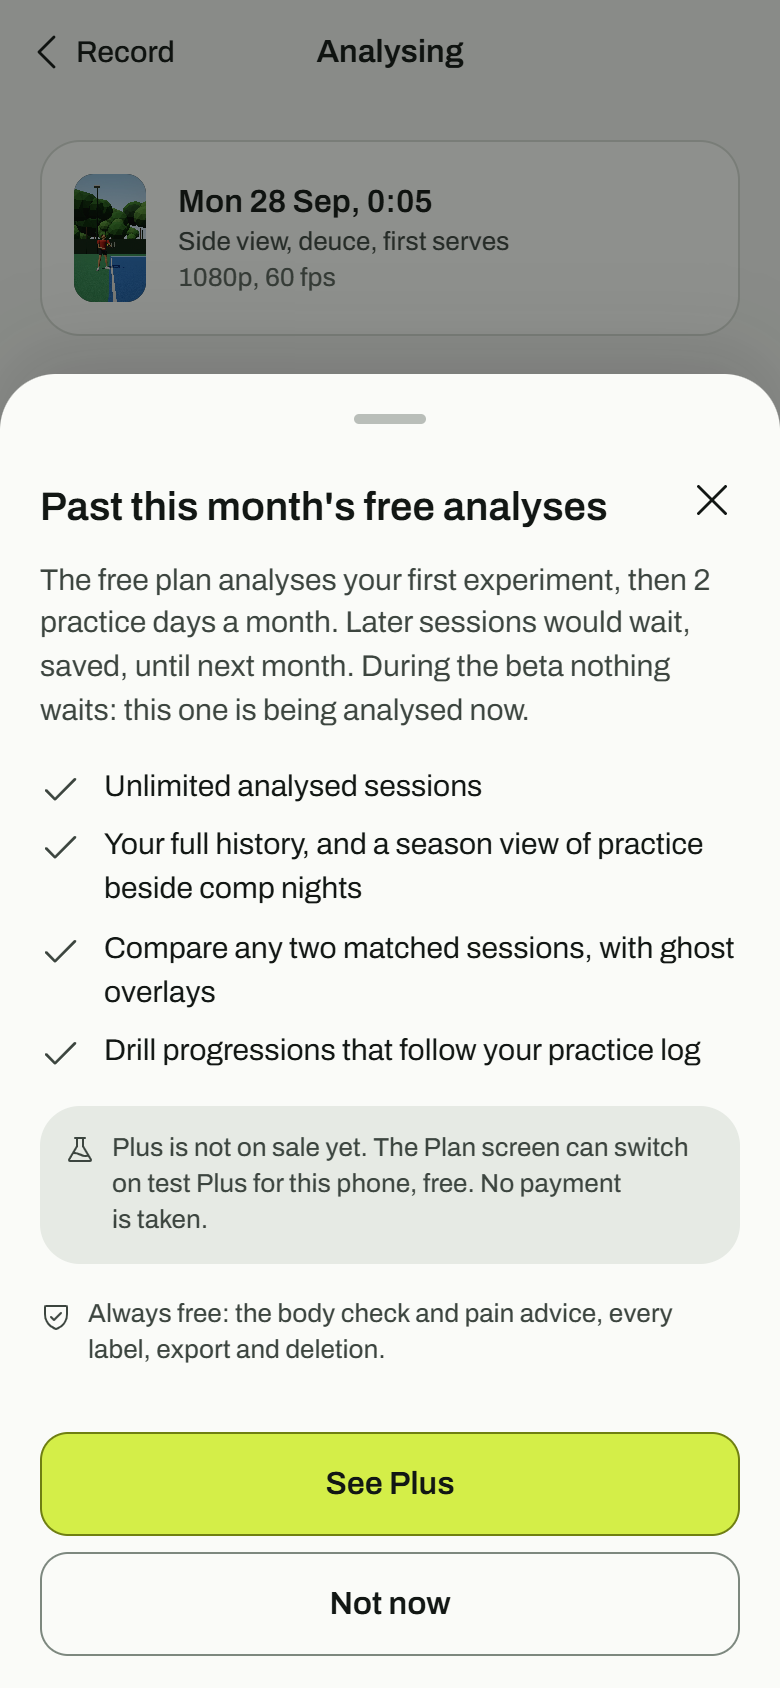 Record
Analysing
Mon 28 Sep, 0:05
Side view, deuce, first serves
1080p, 60 fps
Past this month's free analyses
The free plan analyses your first experiment, then 2
practice days a month. Later sessions would wait,
saved, until next month. During the beta nothing
waits: this one is being analysed now.
Unlimited analysed sessions
Your full history, and a season view of practice
beside comp nights
Compare any two matched sessions, with ghost
overlays
Drill progressions that follow your practice log
Plus is not on sale yet. The Plan screen can switch
on test Plus for this phone, free. No payment
is taken.
Always free: the body check and pain advice, every
label, export and deletion.
See Plus
Not now